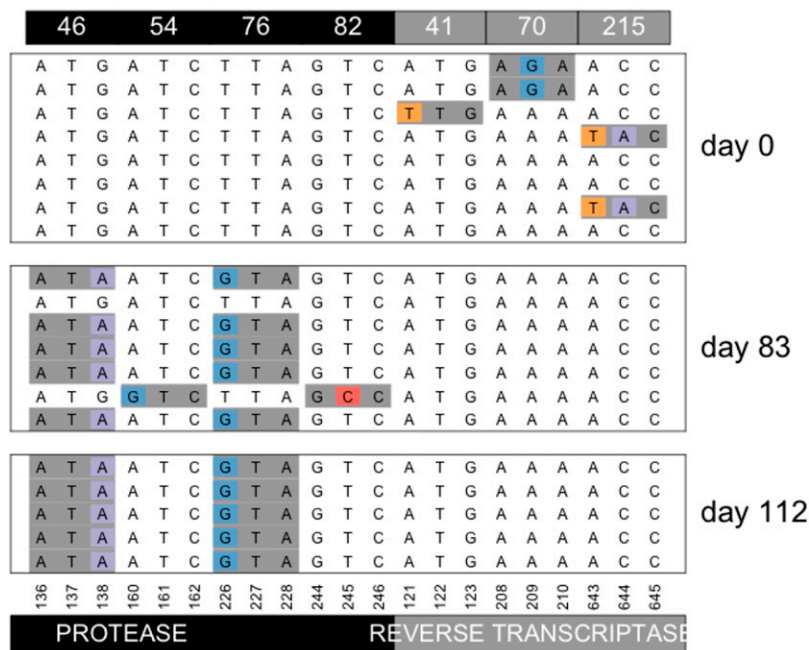 46 54 76 82 41 70 215
A T G A T C T T A G T C A T G A G A A C C
A T G A T C T T A G T C A T G A G A A C C
A T G A T C T T A G T C T T G A A A A C C
A T G A T C T T A G T C A T G A A A T A C
day 0
A T G A T C T T A G T C A T G A A A A C C
A T G A T C T T A G T C A T G A A A A C C
A T G A T C T T A G T C A T G A A A T A C
A T G A T C T T A G T C A T G A A A A C C
A T A A T C G T A G T C A T G A A A A C C
A T G A T C T T A G T C A T G A A A A C C
A T A A T C G T A G T C A T G A A A A C C
A T A A T C G T A G T C A T G A A A A C C
day 83
A T A A T C G T A G T C A T G A A A A C C
A T G G T C T T A G C C A T G A A A A C C
A T A A T C G T A G T C A T G A A A A C C
A T A A T C G T A G T C A T G A A A A C C
A T A A T C G T A G T C A T G A A A A C C
A T A A T C G T A G T C A T G A A A A C C
day 112
A T A A T C G T A G T C A T G A A A A C C
A T A A T C G T A G T C A T G A A A A C C
136 137 138 160 161 162 226 227 228 244 245 246 121 122 123 208 209 210 643 644 645
PROTEASE REVERSE TRANSCRIPTASE